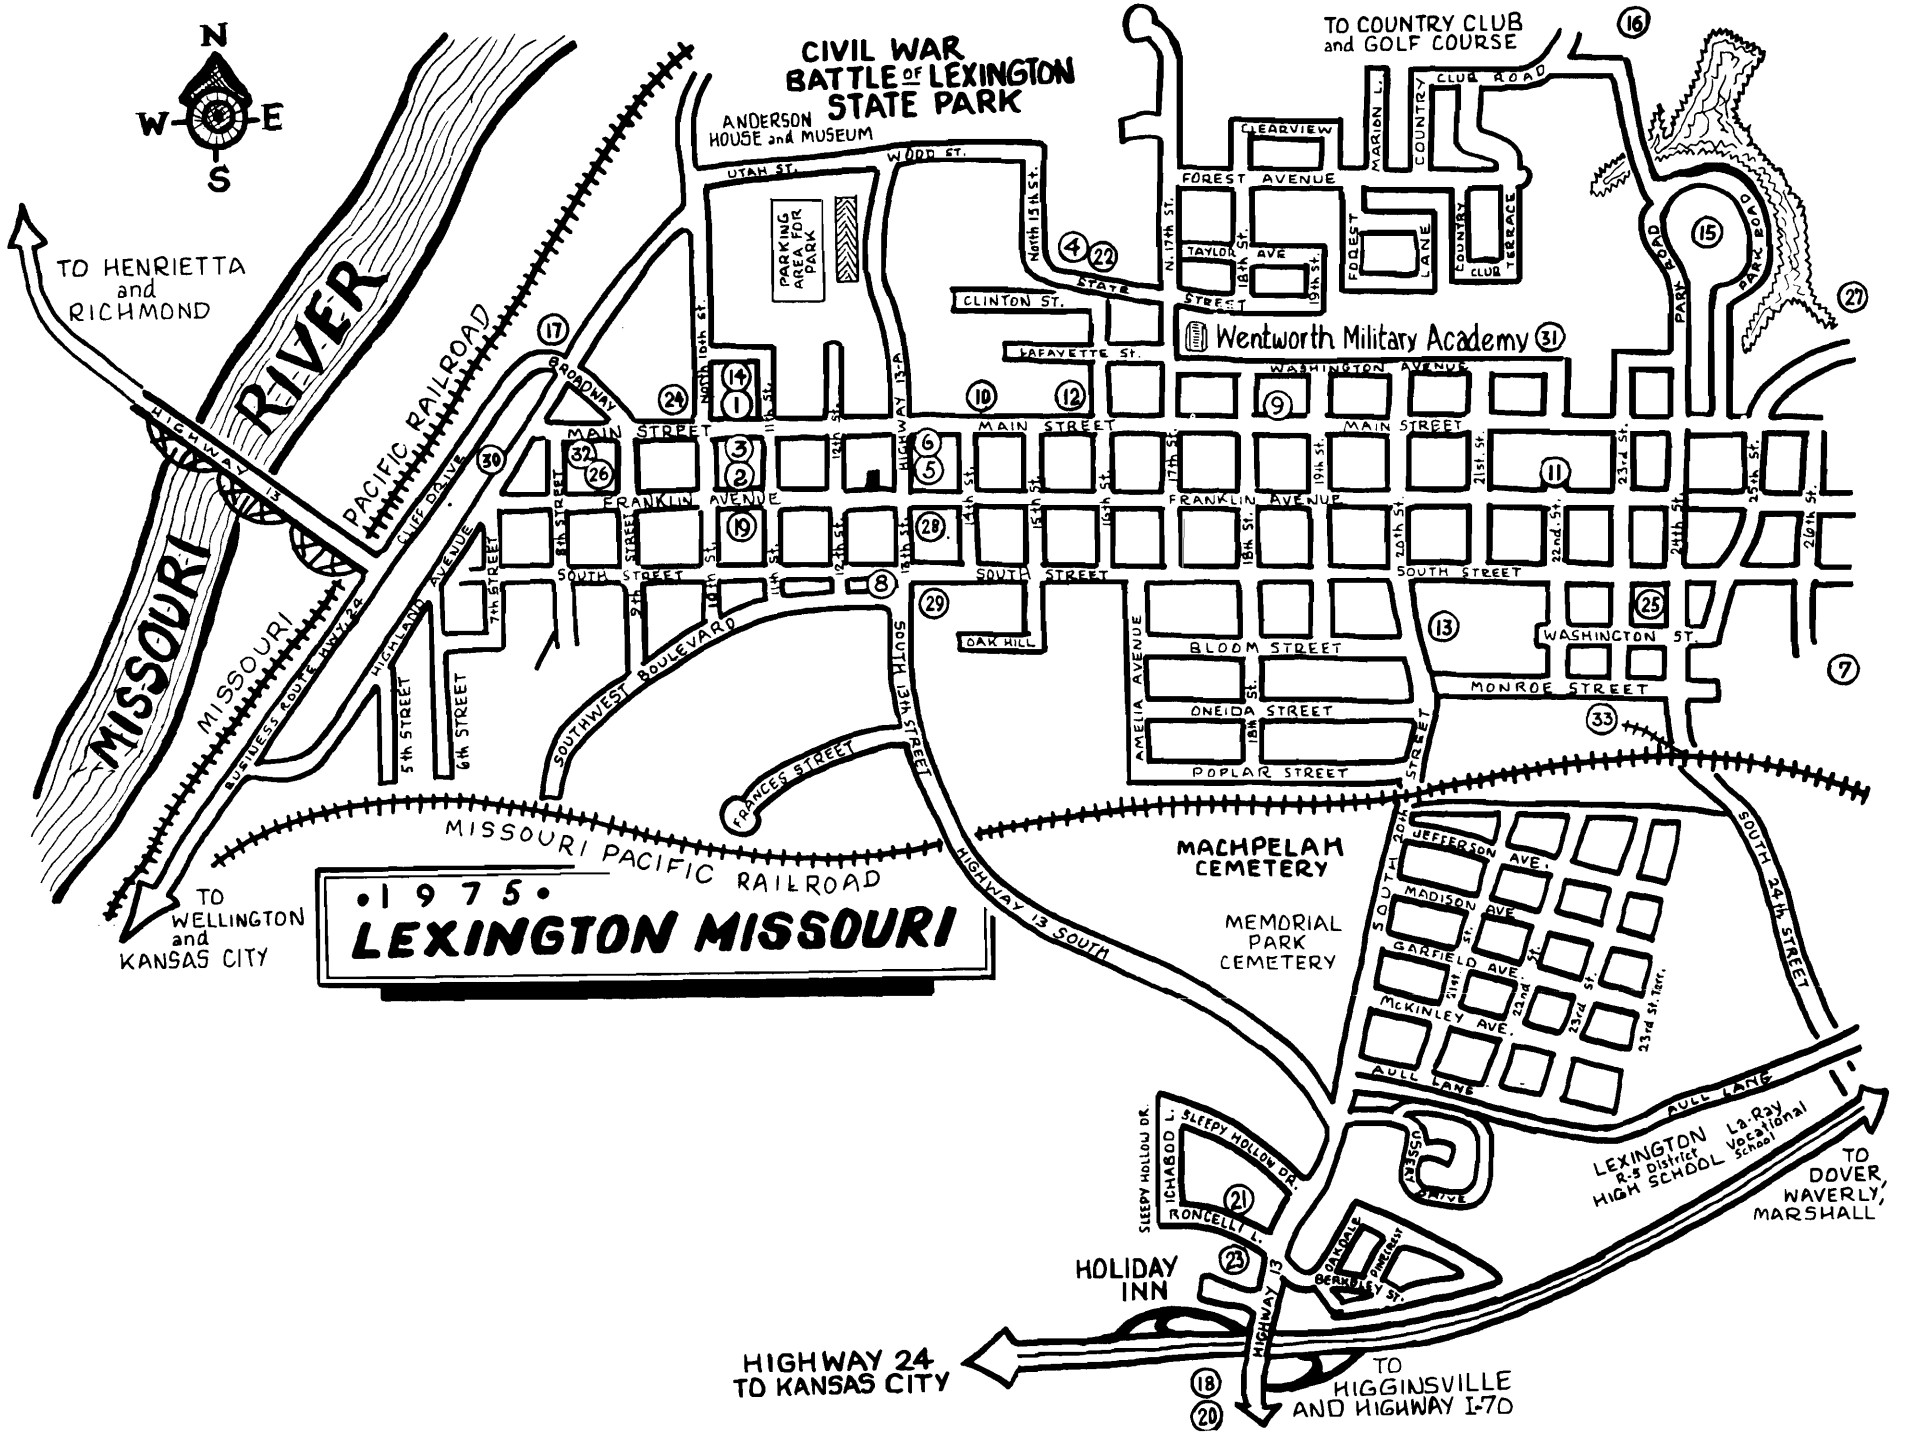 N
W
E
S
CIVIL WAR
BATTLE OF LEXINGTON
STATE PARK
ANDERSON
HOUSE and MUSEUM
TO COUNTRY CLUB
and GOLF COURSE
16
CLUB ROAD
MARION L.
COUNTRY
CLEARVIEW
FOREST AVENUE
WOOD ST.
UTAH ST.
PARKING
AREA FOR
PARK
North 15th St.
N. 17th ST.
TAYLOR AVE
18th St.
19th St.
FOREST
LANE
COUNTRY
CLUB
TERRACE
PARK ROAD
15
PARK ROAD
27
4
22
STATE
STREET
CLINTON ST.
LAFAYETTE ST.
Wentworth Military Academy
31
WASHINGTON AVENUE
TO HENRIETTA
and
RICHMOND
MISSOURI
RIVER
HIGHWAY 13
PACIFIC RAILROAD
MISSOURI
17
BROADWAY
24
North 10th St.
14
1
11th St.
12th St.
HIGHWAY 13-A
10
12
9
MAIN STREET
MAIN STREET
MAIN STREET
30
CLIFF DRIVE
32
26
3
2
6
5
11
8th STREET
14th St.
15th St.
16th St.
17th St.
19th St.
21st. St.
23rd St.
25th St.
FRANKLIN AVENUE
FRANKLIN AVENUE
19
28
7th STREET
9th
STREET
10th St.
11th St.
12th St.
13th St.
18th St.
20th St.
22nd. St.
24th St.
26th St.
SOUTH STREET
SOUTH STREET
SOUTH STREET
8
29
13
25
7
HIGHLAND AVENUE
BUSINESS ROUTE HWY. 24
5th STREET
6th STREET
SOUTHWEST BOULEVARD
OAK HILL
SOUTH 13th STREET
FRANCES STREET
AMELIA AVENUE
BLOOM STREET
18th St.
ONEIDA STREET
POPLAR STREET
WASHINGTON ST.
MONROE STREET
33
MISSOURI PACIFIC RAILROAD
TO
WELLINGTON
and
KANSAS CITY
•1975•
LEXINGTON MISSOURI
HIGHWAY 13 SOUTH
MACHPELAH
CEMETERY
MEMORIAL
PARK
CEMETERY
SOUTH 20th STREET
JEFFERSON AVE.
MADISON AVE
GARFIELD AVE.
McKINLEY AVE.
21st. St.
22nd St.
23rd St.
23rd St. Terr.
SOUTH 24th STREET
AULL LANE
AULL LANE
SLEEPY HOLLOW DR.
ICHABOD L.
SLEEPY HOLLOW DR.
21
RONCELLI L.
USSERY
DRIVE
LEXINGTON
R-5 District
HIGH SCHOOL
La-Ray
Vocational
School
TO
DOVER,
WAVERLY,
MARSHALL
23
HOLIDAY
INN
OAKDALE
PINECREST
BERKELEY ST.
HIGHWAY 13
HIGHWAY 24
TO KANSAS CITY
18
20
TO
HIGGINSVILLE
AND HIGHWAY I-70